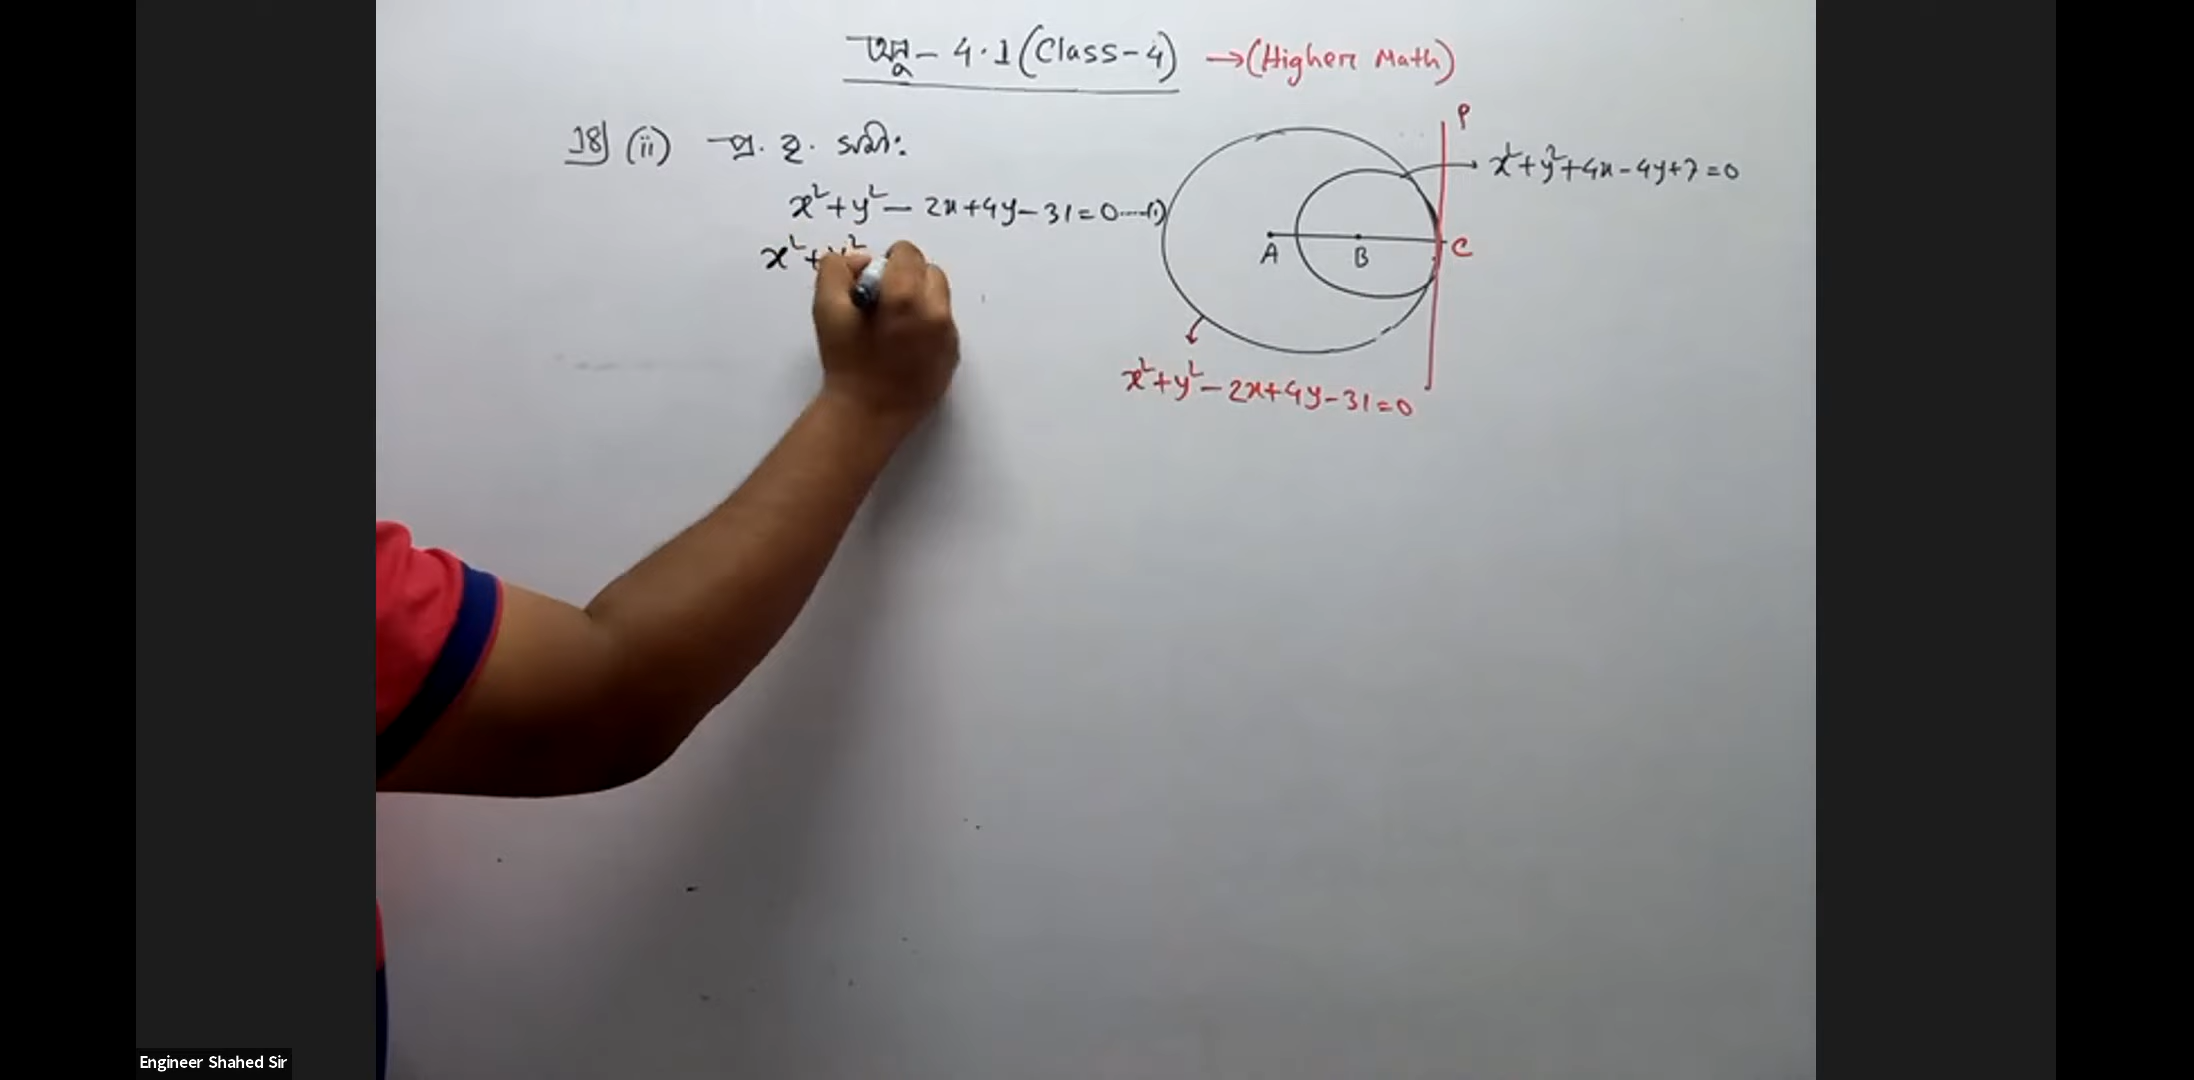 অনু - 4.1 (Class-4) → (Higher Math)
18) (ii) প্র. বৃ. সমী:
x² + y² - 2x + 4y - 31 = 0 ---- (i)
x² + y²
P
x² + y² + 4x - 4y + 7 = 0
A B C
x² + y² - 2x + 4y - 31 = 0
Engineer Shahed Sir